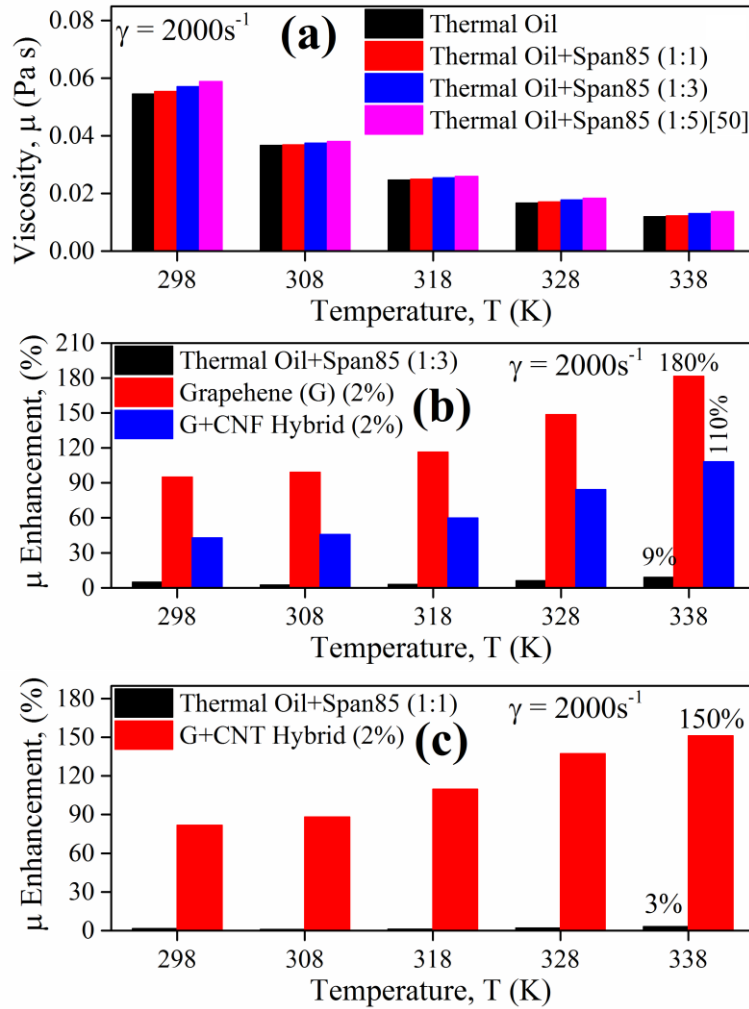 γ = 2000s⁻¹
(a)
Thermal Oil
Thermal Oil+Span85 (1:1)
Thermal Oil+Span85 (1:3)
Thermal Oil+Span85 (1:5)[50]
Viscosity, μ (Pa s)
0.08
0.06
0.04
0.02
0.00
298 308 318 328 338
Temperature, T (K)
μ Enhancement, (%)
210
180
150
120
90
60
30
0
Thermal Oil+Span85 (1:3)
Grapehene (G) (2%)
G+CNF Hybrid (2%)
(b)
γ = 2000s⁻¹
180%
110%
9%
298 308 318 328 338
Temperature, T (K)
μ Enhancement, (%)
180
150
120
90
60
30
0
Thermal Oil+Span85 (1:1)
G+CNT Hybrid (2%)
(c)
γ = 2000s⁻¹
150%
3%
298 308 318 328 338
Temperature, T (K)